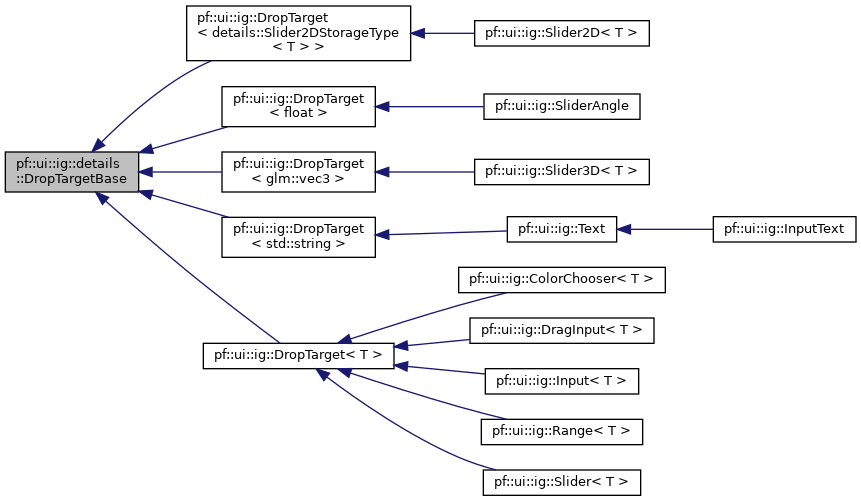 pf::ui::ig::DropTarget
< details::Slider2DStorageType
< T > >
pf::ui::ig::Slider2D< T >
pf::ui::ig::DropTarget
< float >
pf::ui::ig::SliderAngle
pf::ui::ig::details
::DropTargetBase
pf::ui::ig::DropTarget
< glm::vec3 >
pf::ui::ig::Slider3D< T >
pf::ui::ig::DropTarget
< std::string >
pf::ui::ig::Text
pf::ui::ig::InputText
pf::ui::ig::ColorChooser< T >
pf::ui::ig::DragInput< T >
pf::ui::ig::DropTarget< T >
pf::ui::ig::Input< T >
pf::ui::ig::Range< T >
pf::ui::ig::Slider< T >